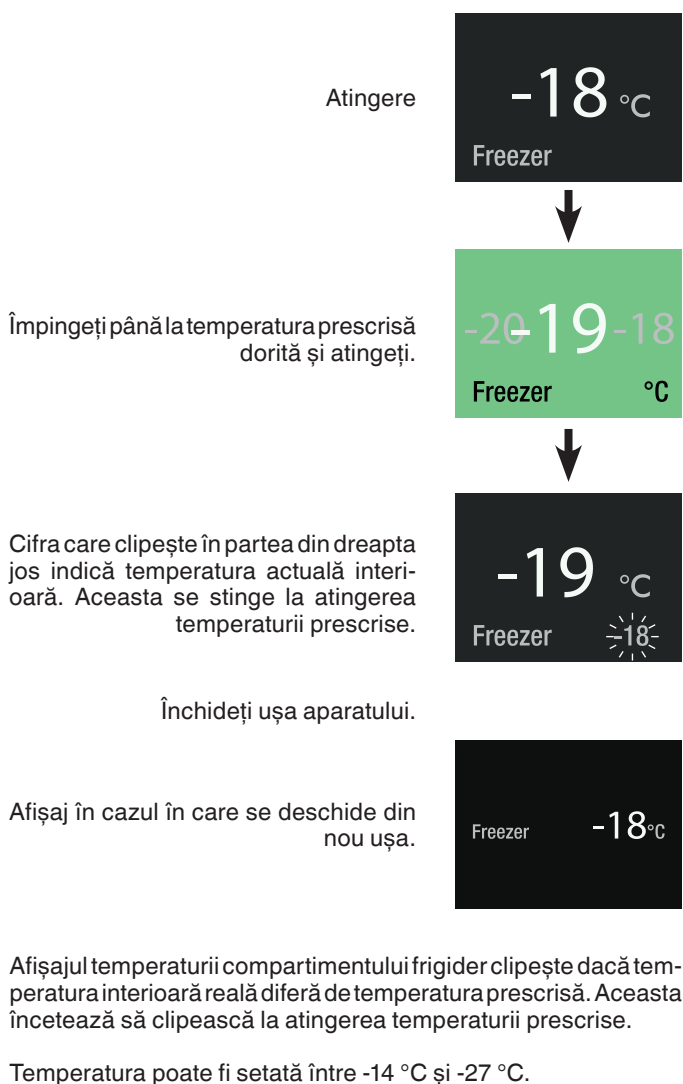 Atingere
-18 °C
Freezer
Împingeți până la temperatura prescrisă
dorită și atingeți.
-20 -19 -18
Freezer °C
Cifra care clipește în partea din dreapta
jos indică temperatura actuală interi-
oară. Aceasta se stinge la atingerea
temperaturii prescrise.
-19 °C
Freezer -18
Închideți ușa aparatului.
Afișaj în cazul în care se deschide din
nou ușa.
Freezer -18°C
Afișajul temperaturii compartimentului frigider clipește dacă tem-
peratura interioară reală diferă de temperatura prescrisă. Aceasta
încetează să clipească la atingerea temperaturii prescrise.
Temperatura poate fi setată între -14 °C și -27 °C.